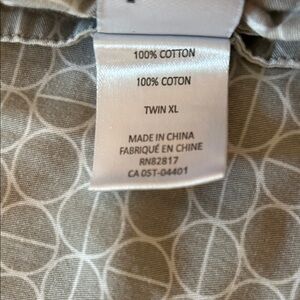 100% COTTON
100% COTON
TWIN XL
MADE IN CHINA
FABRIQUÉ EN CHINE
RN82817
CA 05T-04401